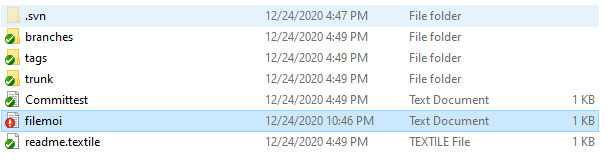 .svn 12/24/2020 4:47 PM File folder
branches 12/24/2020 4:49 PM File folder
tags 12/24/2020 4:49 PM File folder
trunk 12/24/2020 4:49 PM File folder
Committest 12/24/2020 4:49 PM Text Document 1 KB
filemoi 12/24/2020 10:46 PM Text Document 1 KB
readme.textile 12/24/2020 4:49 PM TEXTILE File 1 KB